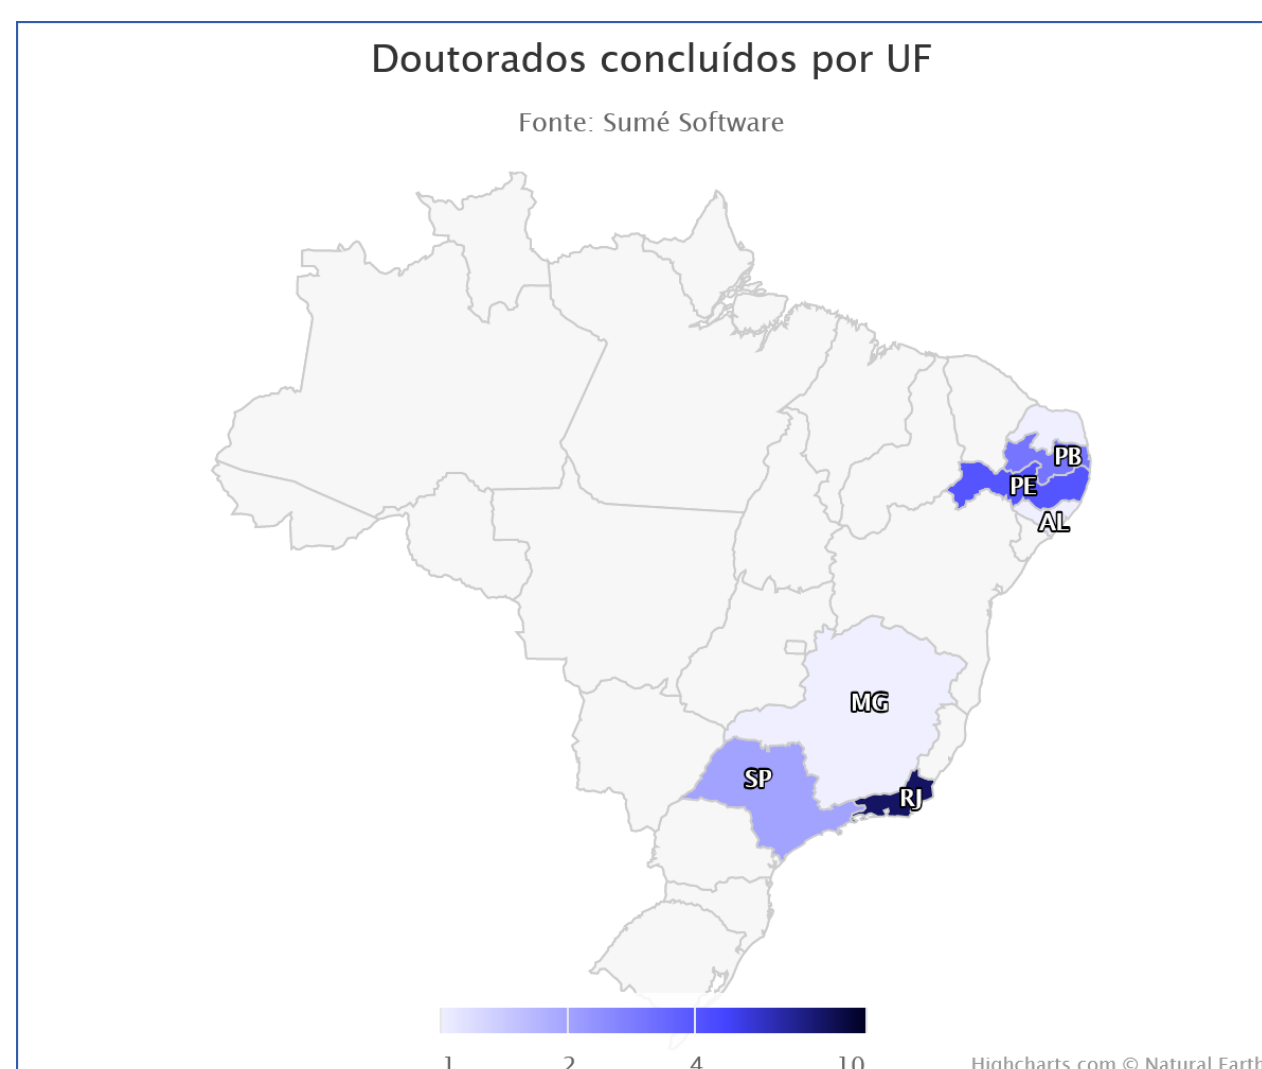 Doutorados concluídos por UF
Fonte: Sumé Software
PB
PE
AL
MG
SP
RJ
1 2 4 10
Highcharts.com © Natural Earth